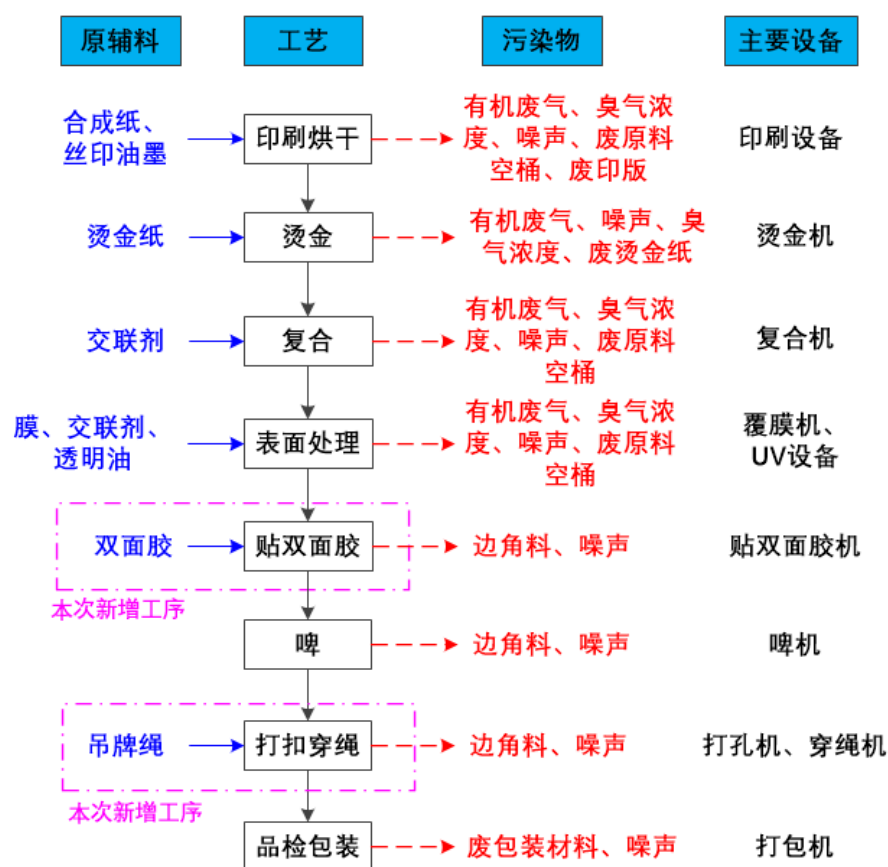 原辅料
工艺
污染物
主要设备
合成纸、
丝印油墨
印刷烘干
有机废气、臭气浓
度、噪声、废原料
空桶、废印版
印刷设备
烫金纸
烫金
有机废气、噪声、臭
气浓度、废烫金纸
烫金机
交联剂
复合
有机废气、臭气浓
度、噪声、废原料
空桶
复合机
膜、交联剂、
透明油
表面处理
有机废气、臭气浓
度、噪声、废原料
空桶
覆膜机、
UV设备
双面胶
贴双面胶
边角料、噪声
贴双面胶机
本次新增工序
啤
边角料、噪声
啤机
吊牌绳
打扣穿绳
边角料、噪声
打孔机、穿绳机
本次新增工序
品检包装
废包装材料、噪声
打包机